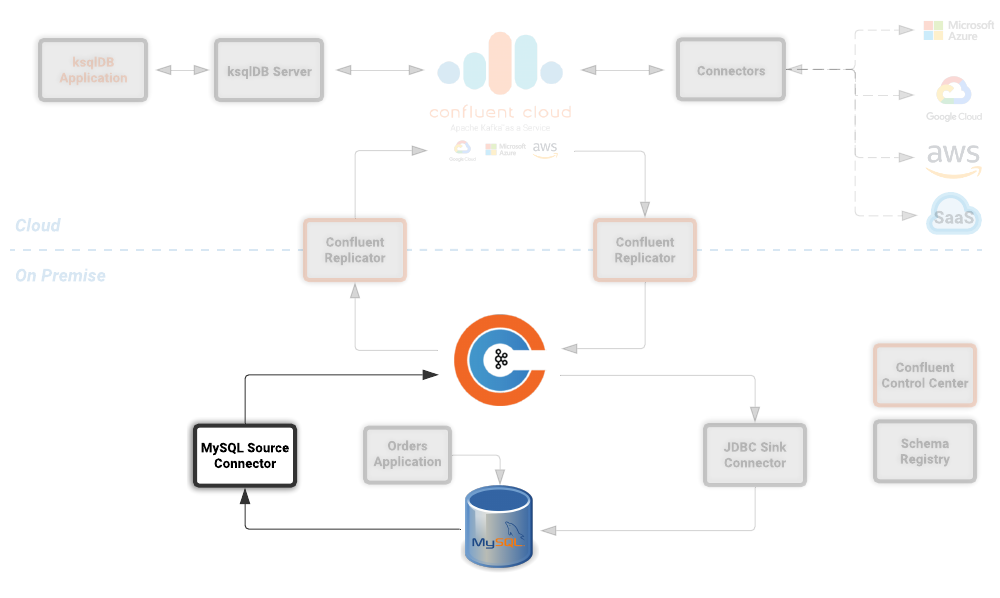 Microsoft
Azure
ksqlDB
Application
ksqlDB Server
Connectors
Google Cloud
confluent cloud
Apache Kafka® as a Service
Google Cloud
Microsoft
Azure
aws
aws
SaaS
Cloud
Confluent
Replicator
Confluent
Replicator
On Premise
Confluent
Control Center
MySQL Source
Connector
Orders
Application
JDBC Sink
Connector
Schema
Registry
MySQL